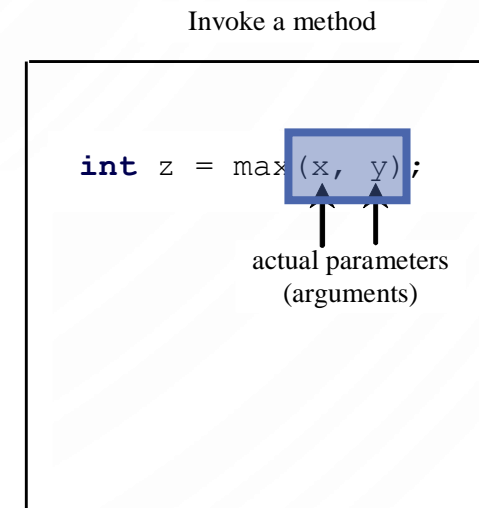 Invoke a method
int z = max(x, y);
actual parameters
(arguments)